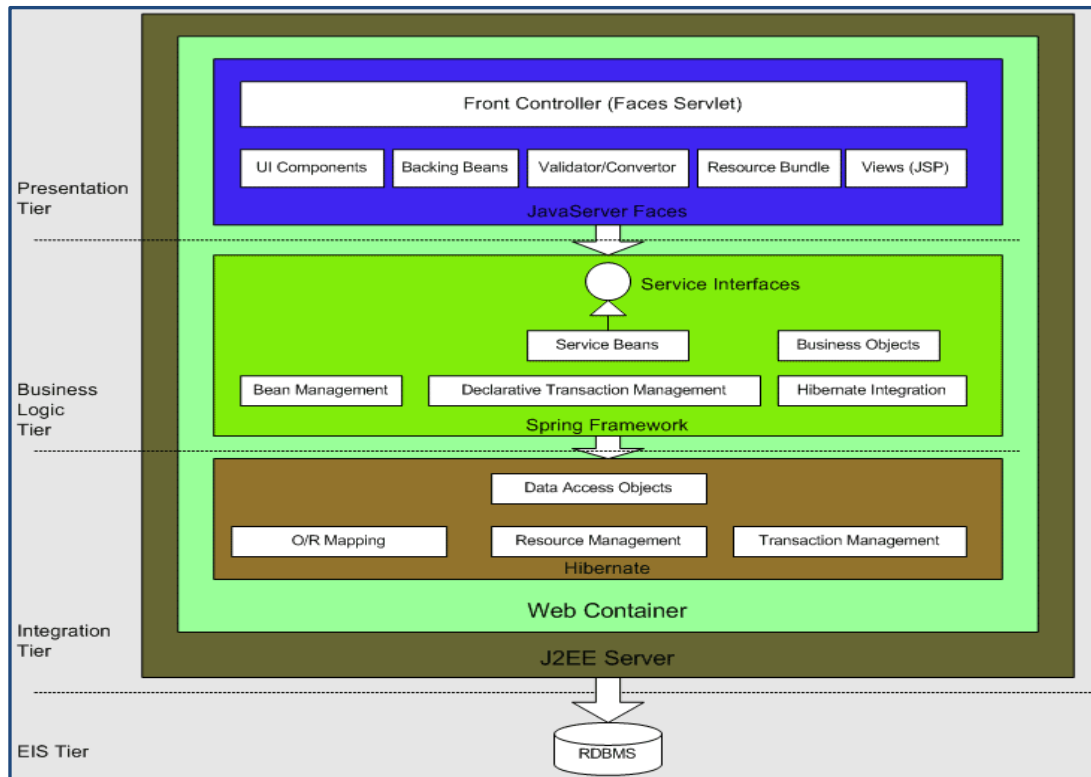 Front Controller (Faces Servlet)
UI Components
Backing Beans
Validator/Convertor
Resource Bundle
Views (JSP)
Presentation
Tier
JavaServer Faces
Service Interfaces
Service Beans
Business Objects
Bean Management
Declarative Transaction Management
Hibernate Integration
Business
Logic
Tier
Spring Framework
Data Access Objects
O/R Mapping
Resource Management
Transaction Management
Hibernate
Web Container
Integration
Tier
J2EE Server
EIS Tier
RDBMS